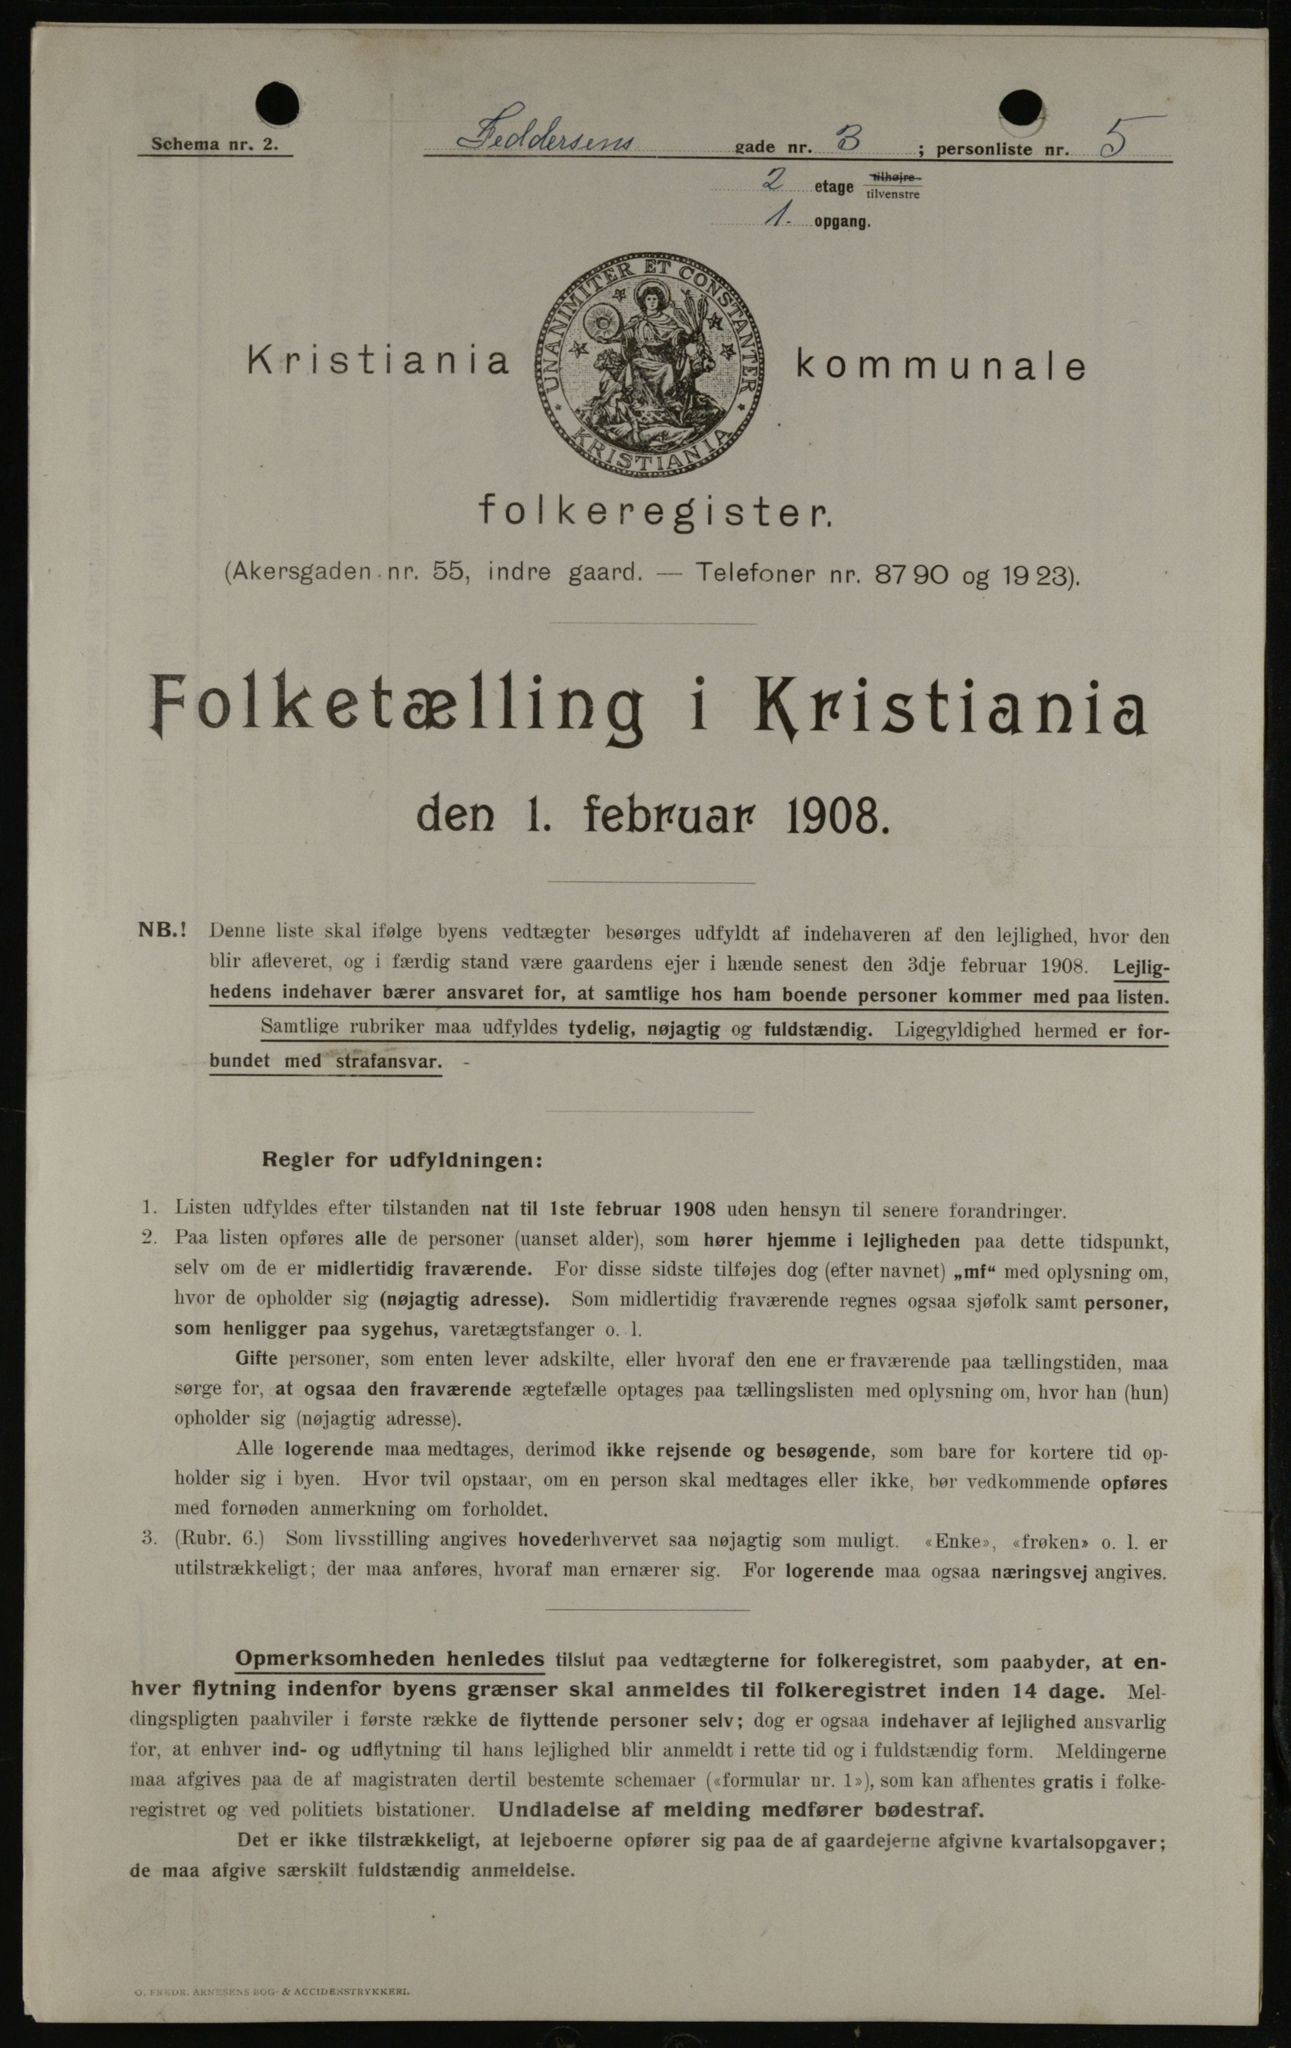 Schema nr. 2.
Feddersens gade nr. 3 ; personliste nr. 5
2 etage tilhøjre
tilvenstre
1. opgang.
UNANIMITER ET CONSTANTER
KRISTIANIA
Kristiania kommunale
folkeregister.
(Akersgaden nr. 55, indre gaard. — Telefoner nr. 87 90 og 19 23).
Folketælling i Kristiania
den 1. februar 1908.
NB.! Denne liste skal ifølge byens vedtægter besørges udfyldt af indehaveren af den lejlighed, hvor den
blir afleveret, og i færdig stand være gaardens ejer i hænde senest den 3dje februar 1908. Lejlig-
hedens indehaver bærer ansvaret for, at samtlige hos ham boende personer kommer med paa listen.
Samtlige rubriker maa udfyldes tydelig, nøjagtig og fuldstændig. Ligegyldighed hermed er for-
bundet med strafansvar.
Regler for udfyldningen:
1. Listen udfyldes efter tilstanden nat til 1ste februar 1908 uden hensyn til senere forandringer.
2. Paa listen opføres alle de personer (uanset alder), som hører hjemme i lejligheden paa dette tidspunkt,
selv om de er midlertidig fraværende. For disse sidste tilføjes dog (efter navnet) „mf“ med oplysning om,
hvor de opholder sig (nøjagtig adresse). Som midlertidig fraværende regnes ogsaa sjøfolk samt personer,
som henligger paa sygehus, varetægtsfanger o. l.
Gifte personer, som enten lever adskilte, eller hvoraf den ene er fraværende paa tællingstiden, maa
sørge for, at ogsaa den fraværende ægtefælle optages paa tællingslisten med oplysning om, hvor han (hun)
opholder sig (nøjagtig adresse).
Alle logerende maa medtages, derimod ikke rejsende og besøgende, som bare for kortere tid op-
holder sig i byen. Hvor tvil opstaar, om en person skal medtages eller ikke, bør vedkommende opføres
med fornøden anmerkning om forholdet.
3. (Rubr. 6.) Som livsstilling angives hovederhvervet saa nøjagtig som muligt. «Enke», «frøken» o. l. er
utilstrækkeligt; der maa anføres, hvoraf man ernærer sig. For logerende maa ogsaa næringsvej angives.
Opmerksomheden henledes tilslut paa vedtægterne for folkeregistret, som paabyder, at en-
hver flytning indenfor byens grænser skal anmeldes til folkeregistret inden 14 dage. Mel-
dingspligten paahviler i første række de flyttende personer selv; dog er ogsaa indehaver af lejlighed ansvarlig
for, at enhver ind- og udflytning til hans lejlighed blir anmeldt i rette tid og i fuldstændig form. Meldingerne
maa afgives paa de af magistraten dertil bestemte schemaer («formular nr. 1»), som kan afhentes gratis i folke-
registret og ved politiets bistationer. Undladelse af melding medfører bødestraf.
Det er ikke tilstrækkeligt, at lejeboerne opfører sig paa de af gaardejerne afgivne kvartalsopgaver;
de maa afgive særskilt fuldstændig anmeldelse.
O. FREDR. ARNESENS BOG- & ACCIDENSTRYKKERI.